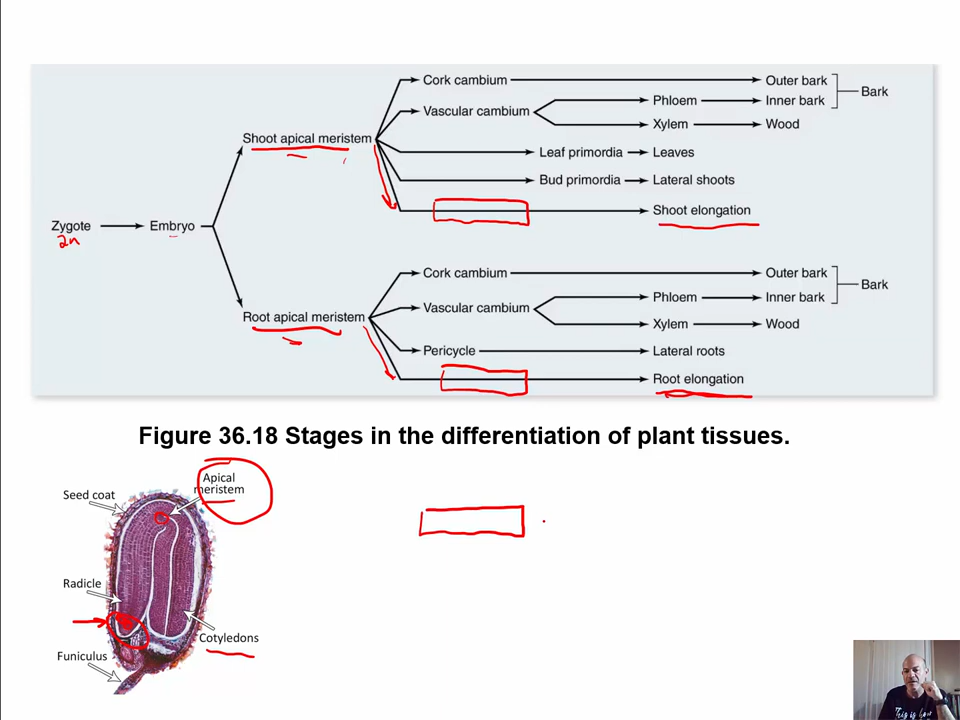 Cork cambium
Outer bark
Bark
Vascular cambium
Phloem
Inner bark
Xylem
Wood
Shoot apical meristem
Leaf primordia
Leaves
Bud primordia
Lateral shoots
Shoot elongation
Zygote
Embryo
2n
Cork cambium
Outer bark
Bark
Vascular cambium
Phloem
Inner bark
Root apical meristem
Xylem
Wood
Pericycle
Lateral roots
Root elongation
Figure 36.18 Stages in the differentiation of plant tissues.
Apical
meristem
Seed coat
Radicle
Cotyledons
Funiculus
This is how